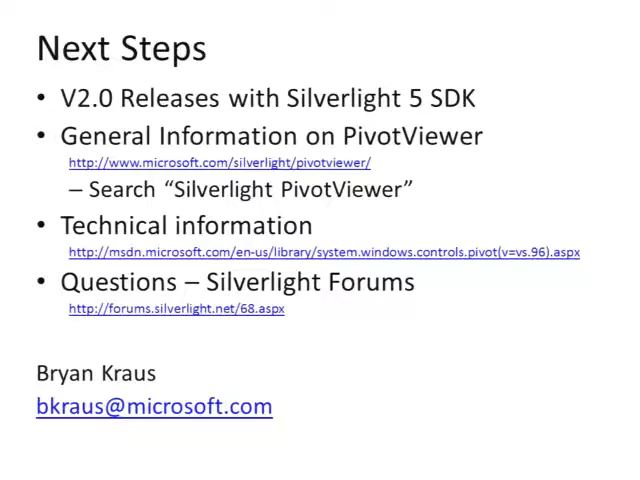 Next Steps
• V2.0 Releases with Silverlight 5 SDK
• General Information on PivotViewer
http://www.microsoft.com/silverlight/pivotviewer/
– Search “Silverlight PivotViewer”
• Technical information
http://msdn.microsoft.com/en-us/library/system.windows.controls.pivot(v=vs.96).aspx
• Questions – Silverlight Forums
http://forums.silverlight.net/68.aspx
Bryan Kraus
bkraus@microsoft.com